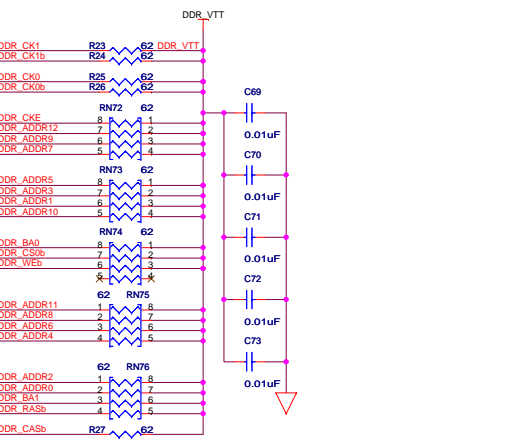 DDR_VTT
DDR_CK1 R23 62 DDR_VTT
DDR_CK1b R24 62
DDR_CK0 R25 62
DDR_CK0b R26 62
C69
RN72 62
DDR_CKE 8 1
DDR_ADDR12 7 2
DDR_ADDR9 6 3
DDR_ADDR7 5 4
0.01uF
C70
RN73 62
DDR_ADDR5 8 1
DDR_ADDR3 7 2
DDR_ADDR1 6 3
DDR_ADDR10 5 4
0.01uF
C71
RN74 62
DDR_BA0 8 1
DDR_CS0b 7 2
DDR_WEb 6 3
5 4
0.01uF
C72
62 RN75
DDR_ADDR11 1 8
DDR_ADDR8 2 7
DDR_ADDR6 3 6
DDR_ADDR4 4 5
0.01uF
C73
62 RN76
DDR_ADDR2 1 8
DDR_ADDR0 2 7
DDR_BA1 3 6
DDR_RASb 4 5
0.01uF
DDR_CASb R27 62